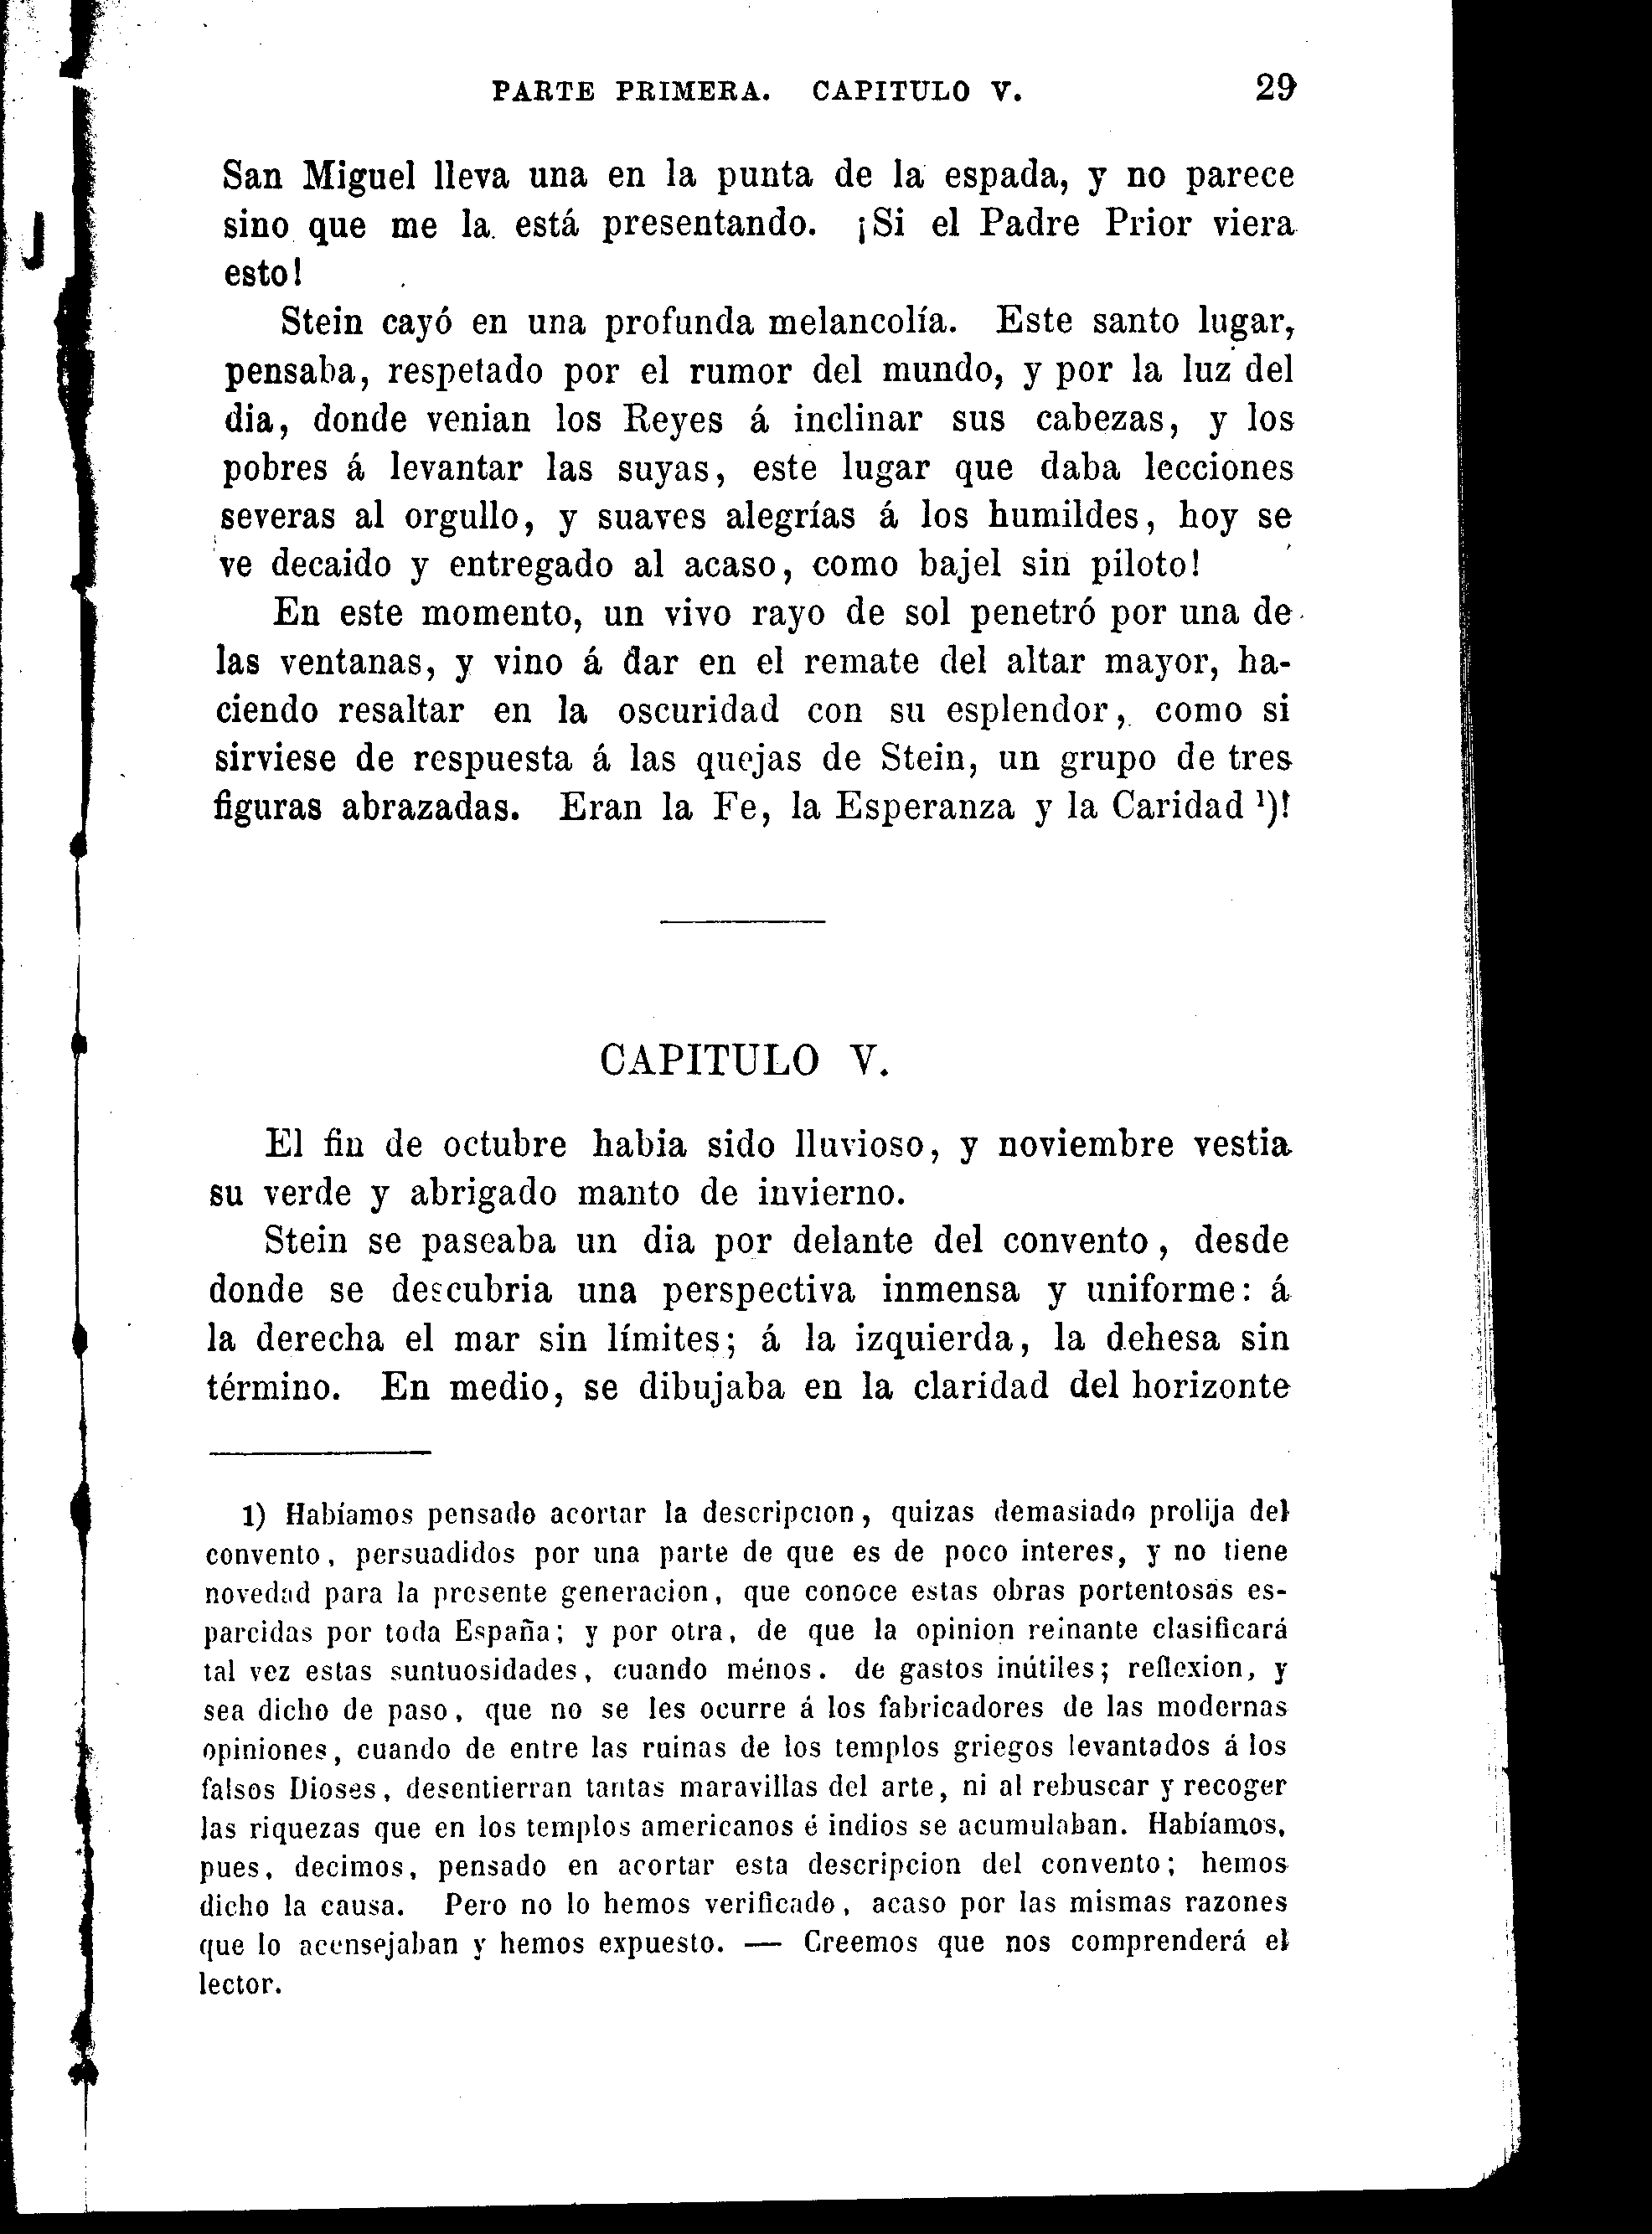 PARTE PRIMERA. CAPITULO V. 29
San Miguel lleva una en la punta de la espada, y no parece
sino que me la está presentando. ¡Si el Padre Prior viera
esto!
Stein cayó en una profunda melancolía. Este santo lugar,
pensaba, respetado por el rumor del mundo, y por la luz del
dia, donde venian los Reyes á inclinar sus cabezas, y los
pobres á levantar las suyas, este lugar que daba lecciones
severas al orgullo, y suaves alegrías á los humildes, hoy se
ve decaido y entregado al acaso, como bajel sin piloto!
En este momento, un vivo rayo de sol penetró por una de
las ventanas, y vino á dar en el remate del altar mayor, ha-
ciendo resaltar en la oscuridad con su esplendor, como si
sirviese de respuesta á las quejas de Stein, un grupo de tres
figuras abrazadas. Eran la Fe, la Esperanza y la Caridad ¹)!
CAPITULO V.
El fin de octubre habia sido lluvioso, y noviembre vestia
su verde y abrigado manto de invierno.
Stein se paseaba un dia por delante del convento, desde
donde se descubria una perspectiva inmensa y uniforme: á
la derecha el mar sin límites; á la izquierda, la dehesa sin
término. En medio, se dibujaba en la claridad del horizonte
1) Habíamos pensado acortar la descripcion, quizas demasiado prolija del
convento, persuadidos por una parte de que es de poco interes, y no tiene
novedad para la presente generacion, que conoce estas obras portentosas es-
parcidas por toda España; y por otra, de que la opinion reinante clasificará
tal vez estas suntuosidades, cuando ménos. de gastos inútiles; reflexion, y
sea dicho de paso, que no se les ocurre á los fabricadores de las modernas
opiniones, cuando de entre las ruinas de los templos griegos levantados á los
falsos Dioses, desentierran tantas maravillas del arte, ni al rebuscar y recoger
las riquezas que en los templos americanos é indios se acumulaban. Habíamos,
pues, decimos, pensado en acortar esta descripcion del convento; hemos
dicho la causa. Pero no lo hemos verificado, acaso por las mismas razones
que lo aconsejaban y hemos expuesto. — Creemos que nos comprenderá el
lector.